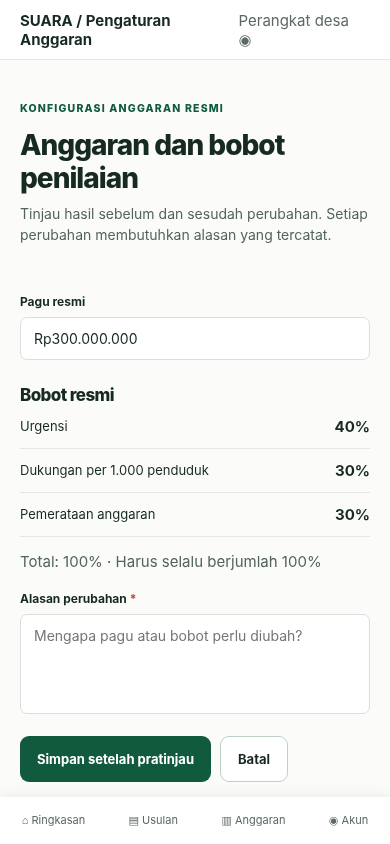 SUARA / Pengaturan Anggaran
Perangkat desa ◉
KONFIGURASI ANGGARAN RESMI
Anggaran dan bobot
penilaian
Tinjau hasil sebelum dan sesudah perubahan. Setiap
perubahan membutuhkan alasan yang tercatat.
Pagu resmi
Rp300.000.000
Bobot resmi
Urgensi 40%
Dukungan per 1.000 penduduk 30%
Pemerataan anggaran 30%
Total: 100% · Harus selalu berjumlah 100%
Alasan perubahan *
Mengapa pagu atau bobot perlu diubah?
Simpan setelah pratinjau Batal
⌂ Ringkasan ▤ Usulan ▥ Anggaran ◉ Akun